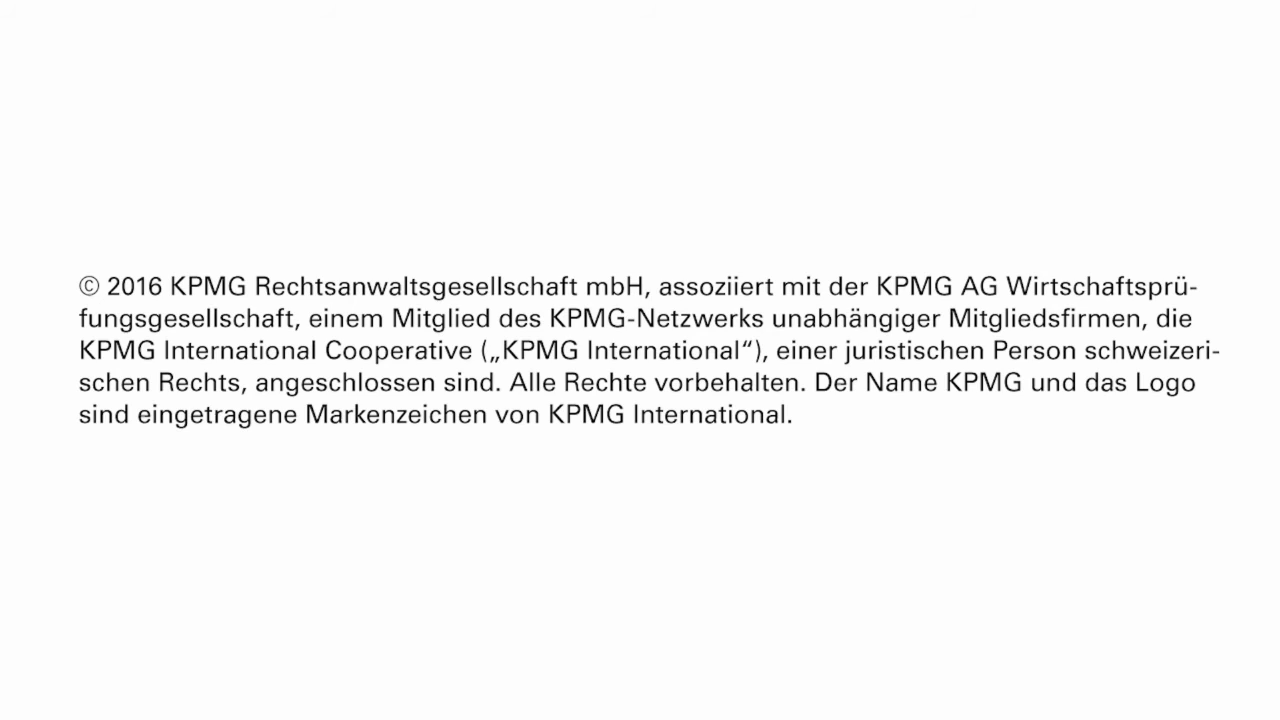 © 2016 KPMG Rechtsanwaltsgesellschaft mbH, assoziiert mit der KPMG AG Wirtschaftsprü-
fungsgesellschaft, einem Mitglied des KPMG-Netzwerks unabhängiger Mitgliedsfirmen, die
KPMG International Cooperative („KPMG International“), einer juristischen Person schweizeri-
schen Rechts, angeschlossen sind. Alle Rechte vorbehalten. Der Name KPMG und das Logo
sind eingetragene Markenzeichen von KPMG International.